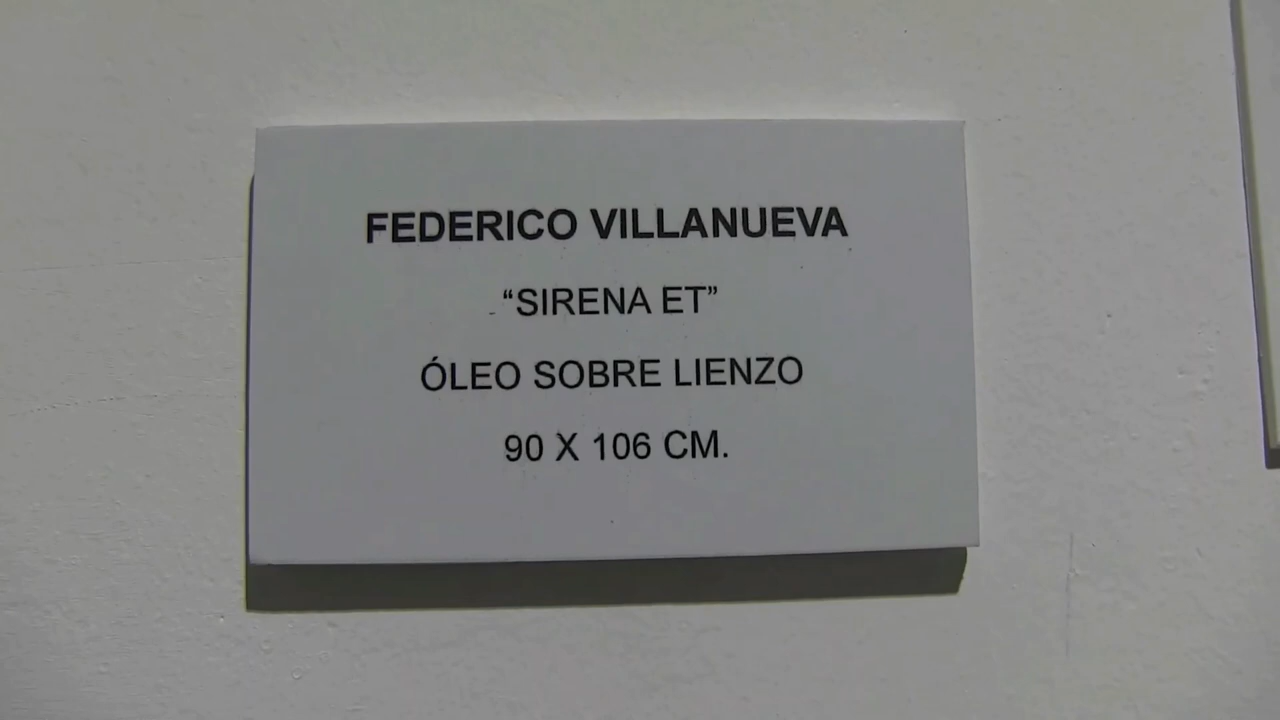 FEDERICO VILLANUEVA
“SIRENA ET”
ÓLEO SOBRE LIENZO
90 X 106 CM.